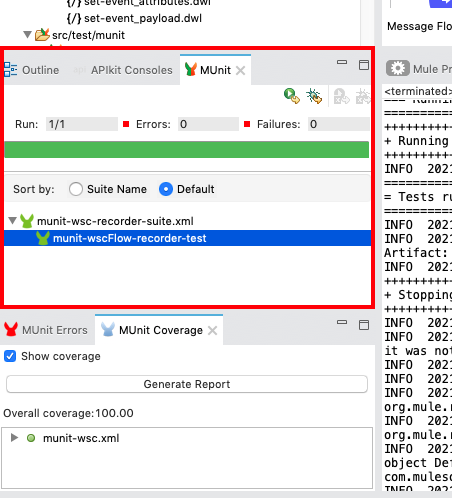 {/} set-event_attributes.dwl
{/} set-event_payload.dwl
src/test/munit
Message Flo
Outline APIkit Consoles MUnit
Mule Pr
<terminated>
Run: 1/1 Errors: 0 Failures: 0
Sort by: Suite Name Default
munit-wsc-recorder-suite.xml
munit-wscFlow-recorder-test
MUnit Errors MUnit Coverage
Show coverage
Generate Report
Overall coverage:100.00
munit-wsc.xml
=== Running
===========
+++++++++++
+ Running
+++++++++++
INFO 2021
===========
= Tests ru
===========
INFO 2021
INFO 2021
Artifact:
INFO 2021
+++++++++++
+ Stopping
+++++++++++
INFO 2021
INFO 2021
it was not
INFO 2021
INFO 2021
INFO 2021
org.mule.r
INFO 2021
org.mule.r
INFO 2021
object Def
com.mulesc
INFO 2021